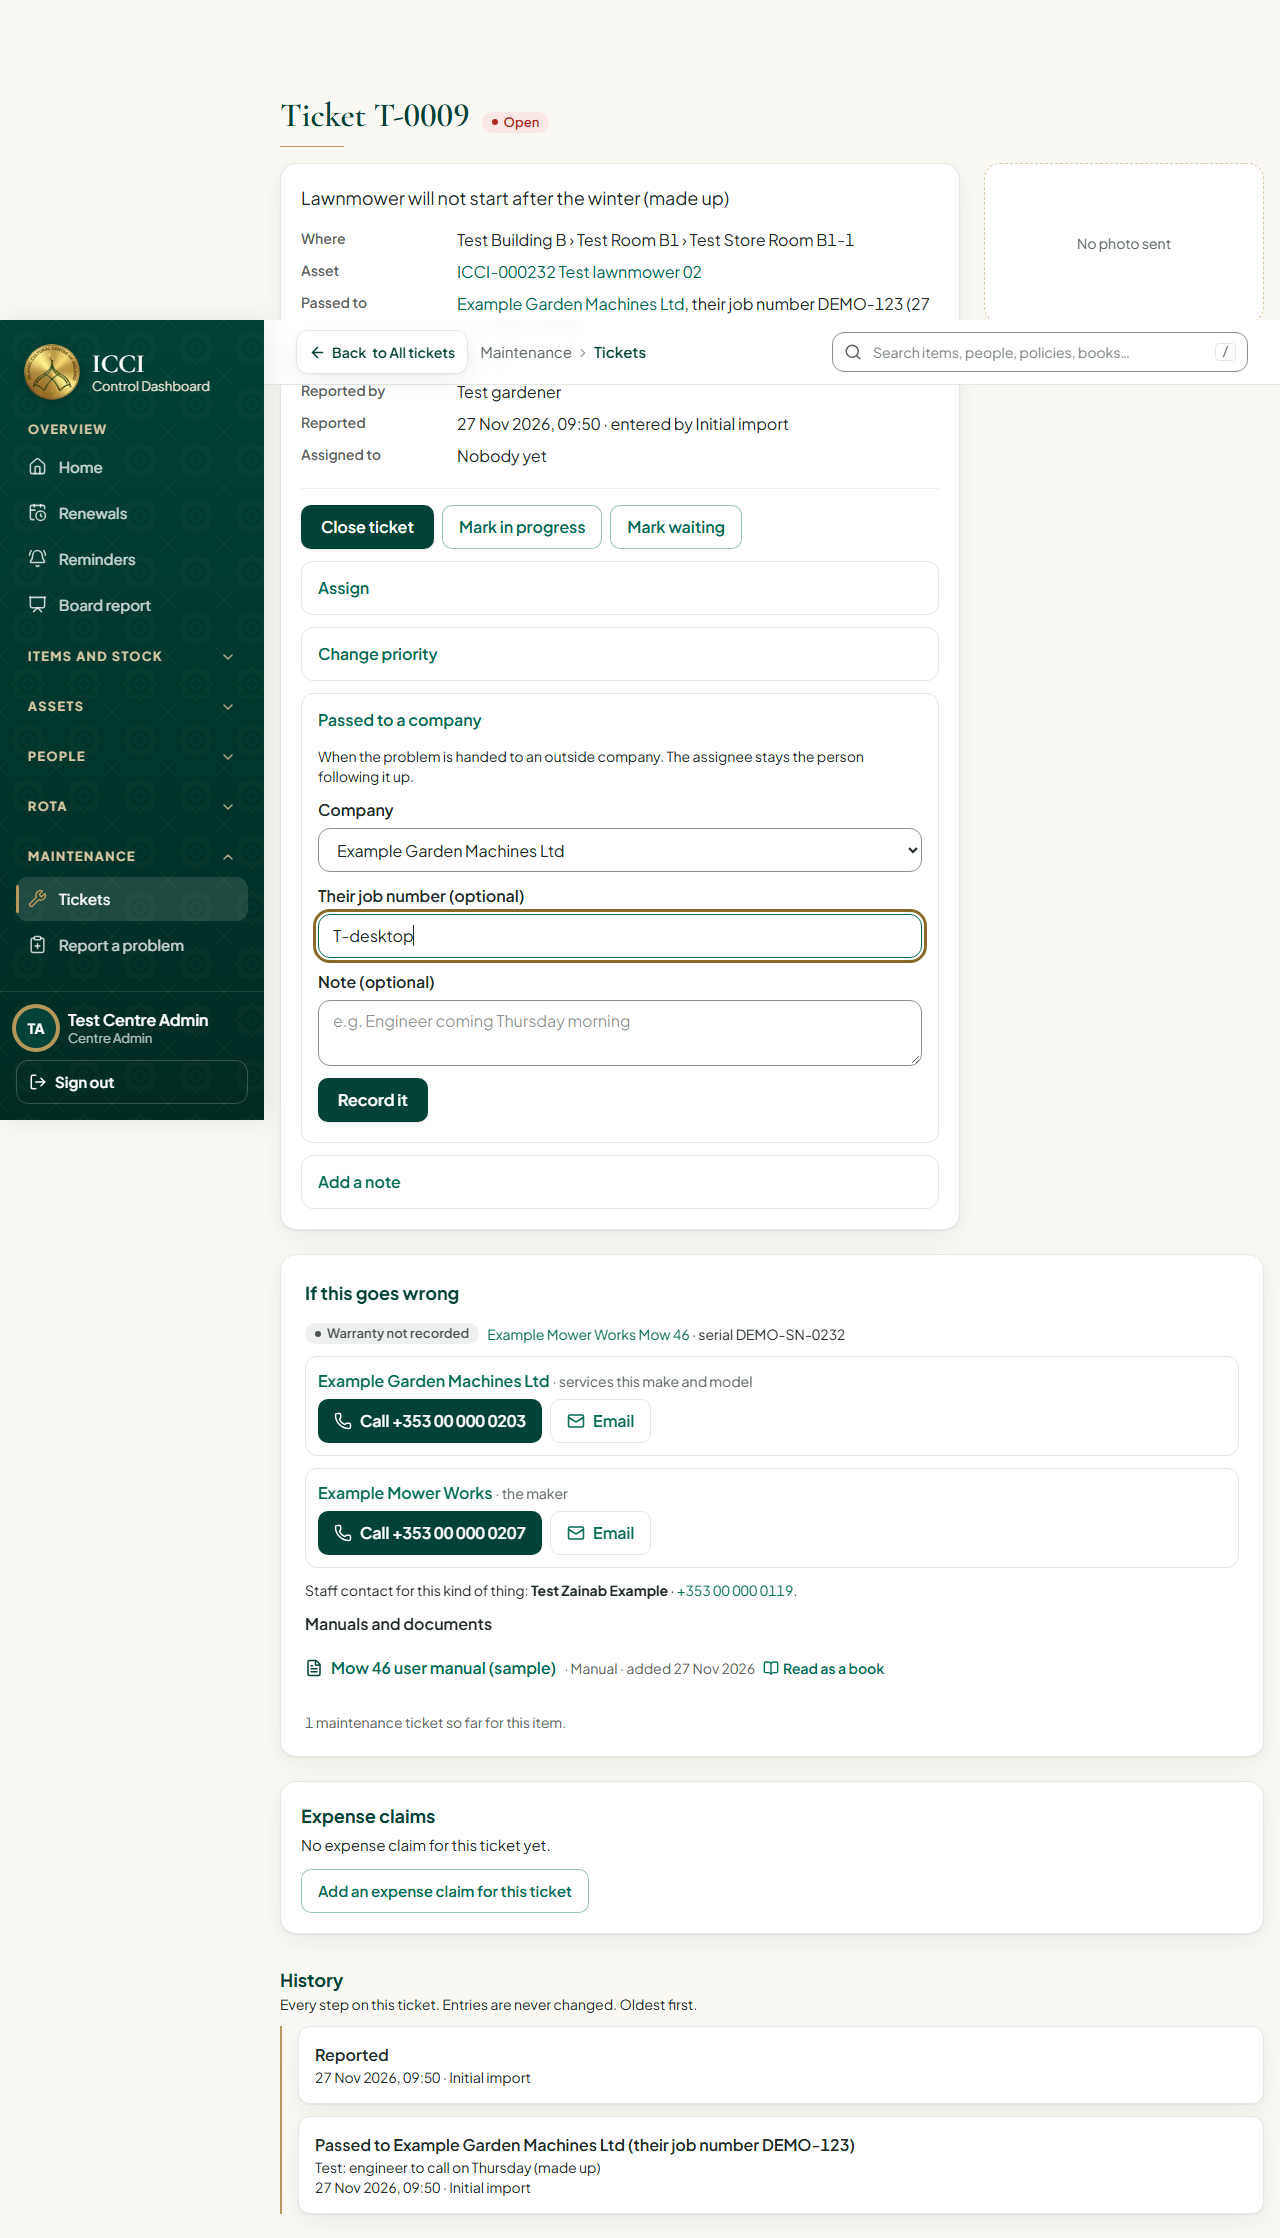 Ticket T-0009
Open
Lawnmower will not start after the winter (made up)
Where
Test Building B › Test Room B1 › Test Store Room B1-1
Asset
ICCI-000232 Test lawnmower 02
Passed to
Example Garden Machines Ltd, their job number DEMO-123 (27
No photo sent
ICCI
Control Dashboard
Back to All tickets
Maintenance › Tickets
Search items, people, policies, books...
/
Reported by
Test gardener
Reported
27 Nov 2026, 09:50 · entered by Initial import
Assigned to
Nobody yet
OVERVIEW
Home
Renewals
Reminders
Board report
ITEMS AND STOCK
ASSETS
PEOPLE
ROTA
MAINTENANCE
Tickets
Report a problem
TA
Test Centre Admin
Centre Admin
Sign out
Close ticket
Mark in progress
Mark waiting
Assign
Change priority
Passed to a company
When the problem is handed to an outside company. The assignee stays the person
following it up.
Company
Example Garden Machines Ltd
Their job number (optional)
T-desktop
Note (optional)
e.g. Engineer coming Thursday morning
Record it
Add a note
If this goes wrong
Warranty not recorded
Example Mower Works Mow 46 · serial DEMO-SN-0232
Example Garden Machines Ltd · services this make and model
Call +353 00 000 0203
Email
Example Mower Works · the maker
Call +353 00 000 0207
Email
Staff contact for this kind of thing: Test Zainab Example · +353 00 000 0119.
Manuals and documents
Mow 46 user manual (sample) · Manual · added 27 Nov 2026
Read as a book
1 maintenance ticket so far for this item.
Expense claims
No expense claim for this ticket yet.
Add an expense claim for this ticket
History
Every step on this ticket. Entries are never changed. Oldest first.
Reported
27 Nov 2026, 09:50 · Initial import
Passed to Example Garden Machines Ltd (their job number DEMO-123)
Test: engineer to call on Thursday (made up)
27 Nov 2026, 09:50 · Initial import